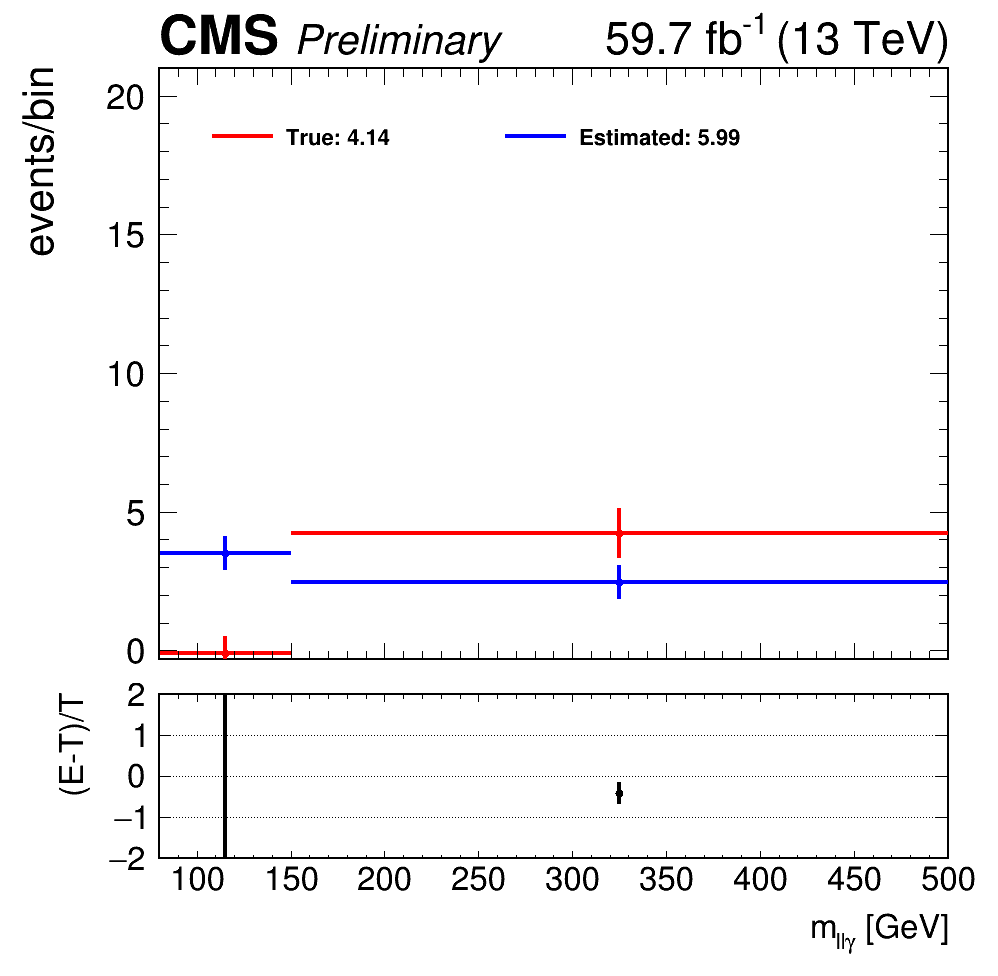 CMS Preliminary 59.7 fb⁻¹ (13 TeV)
events/bin
20
15
10
5
0
True: 4.14
Estimated: 5.99
(E-T)/T
2
1
0
−1
−2
100 150 200 250 300 350 400 450 500
m_llγ [GeV]